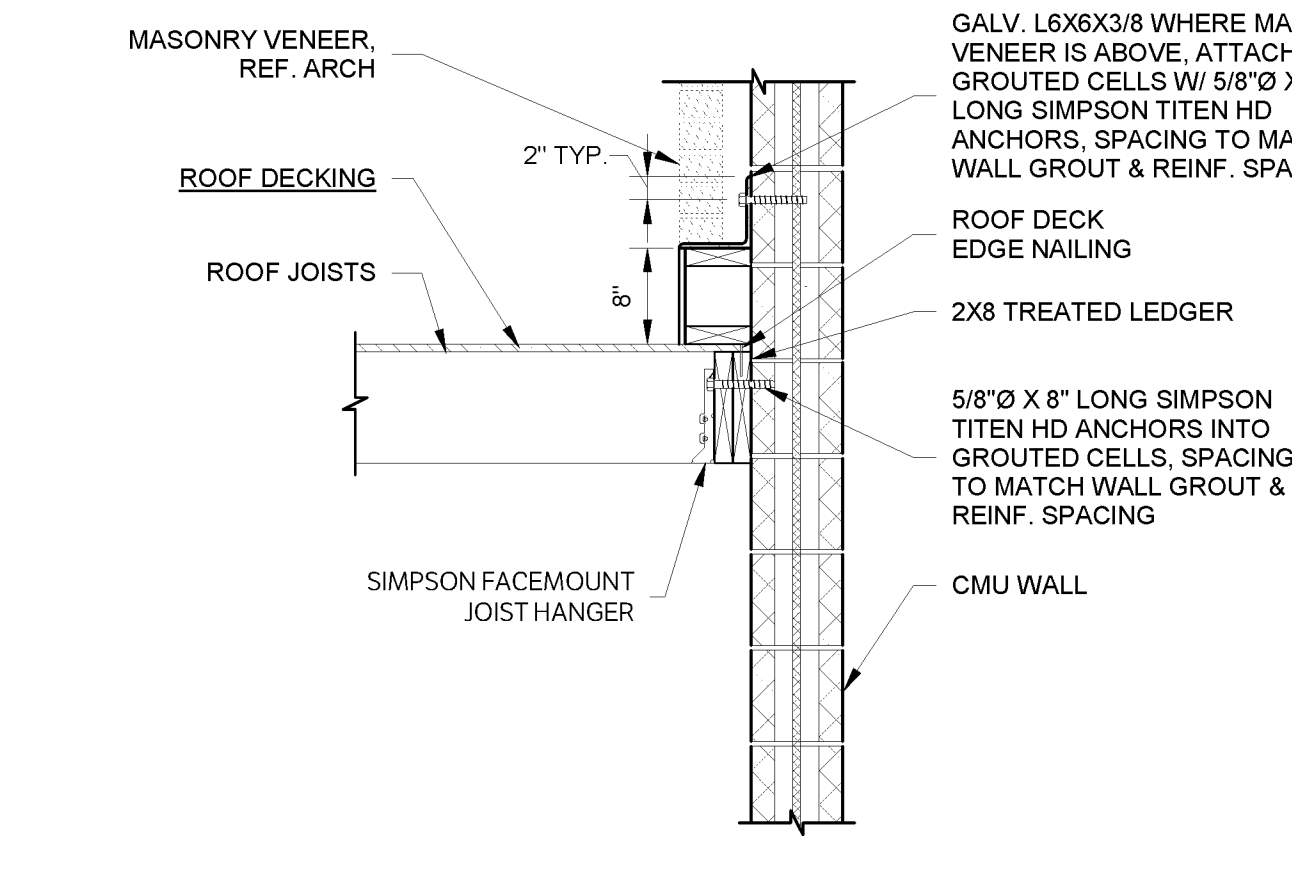 MASONRY VENEER,
REF. ARCH
2" TYP.
ROOF DECKING
ROOF JOISTS
8"
SIMPSON FACEMOUNT
JOIST HANGER
GALV. L6X6X3/8 WHERE MA
VENEER IS ABOVE, ATTACH
GROUTED CELLS W/ 5/8"Ø X
LONG SIMPSON TITEN HD
ANCHORS, SPACING TO MA
WALL GROUT & REINF. SPA
ROOF DECK
EDGE NAILING
2X8 TREATED LEDGER
5/8"Ø X 8" LONG SIMPSON
TITEN HD ANCHORS INTO
GROUTED CELLS, SPACING
TO MATCH WALL GROUT &
REINF. SPACING
CMU WALL